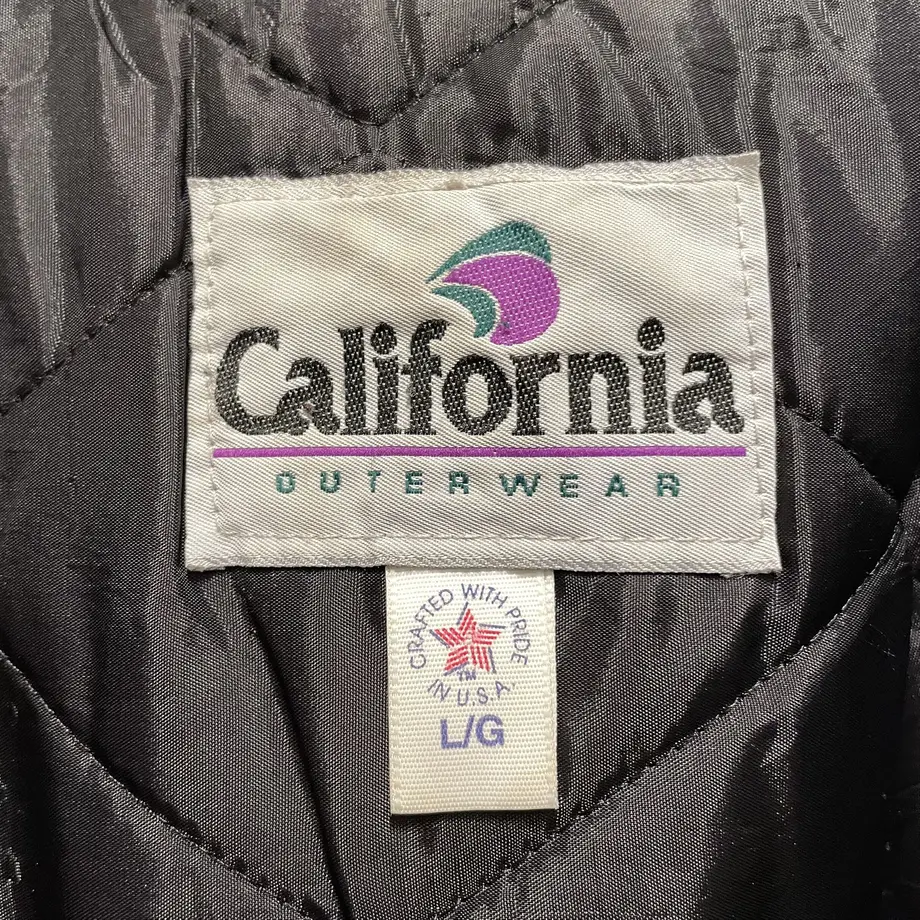 California
OUTERWEAR
CRAFTED WITH PRIDE
IN U.S.A.
TM
L/G